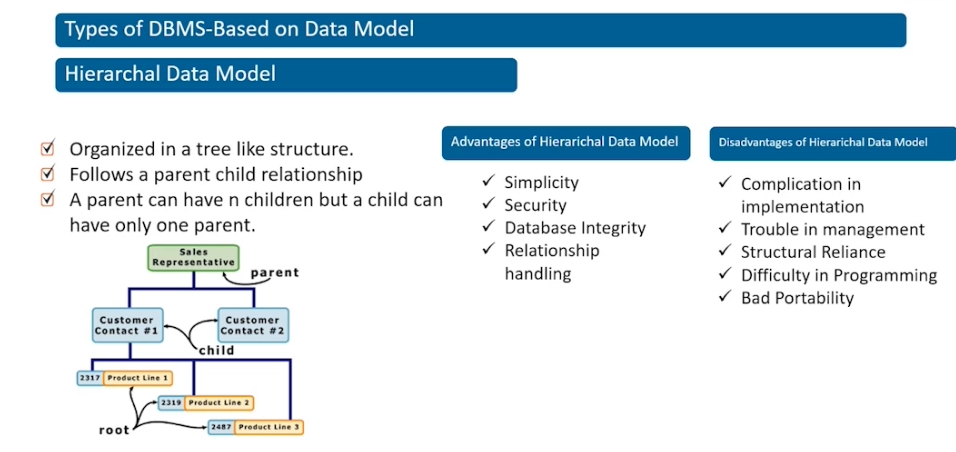 Types of DBMS-Based on Data Model
Hierarchal Data Model
Organized in a tree like structure.
Follows a parent child relationship
A parent can have n children but a child can
have only one parent.
Sales
Representative
parent
Customer
Contact #1
Customer
Contact #2
child
2317 Product Line 1
2319 Product Line 2
root
2487 Product Line 3
Advantages of Hierarichal Data Model
Simplicity
Security
Database Integrity
Relationship
handling
Disadvantages of Hierarichal Data Model
Complication in
implementation
Trouble in management
Structural Reliance
Difficulty in Programming
Bad Portability